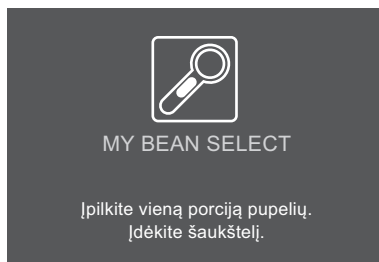 MY BEAN SELECT
Įpilkite vieną porciją pupelių.
Įdėkite šaukštelį.